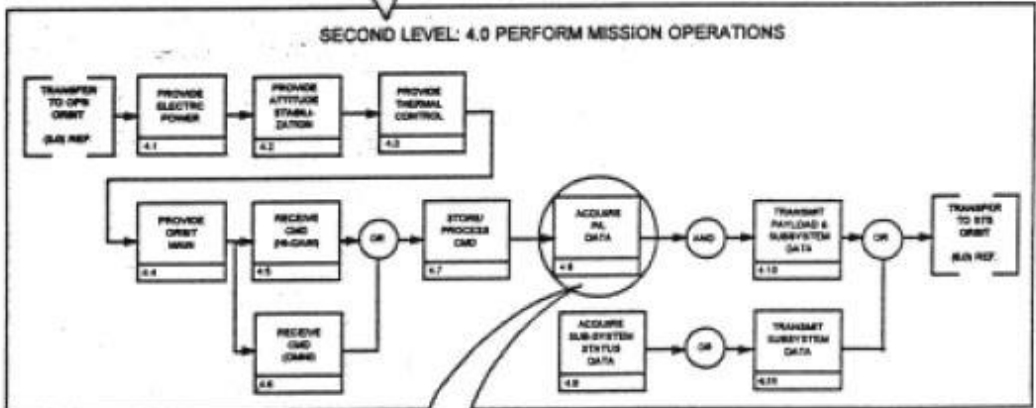 SECOND LEVEL: 4.0 PERFORM MISSION OPERATIONS
TRANSFER
TO OPS
ORBIT
(3.0) REF.
PROVIDE
ELECTRIC
POWER
4.1
PROVIDE
ATTITUDE
STABILI-
ZATION
4.2
PROVIDE
THERMAL
CONTROL
4.3
PROVIDE
ORBIT
MAIN
4.4
RECEIVE
CMD
(HI-GAIN)
4.5
OR
STORE/
PROCESS
CMD
4.7
ACQUIRE
P/L
DATA
4.8
AND
TRANSMIT
PAYLOAD &
SUBSYSTEM
DATA
4.10
OR
TRANSFER
TO STS
ORBIT
(5.0) REF.
RECEIVE
CMD
(OMNI)
4.6
ACQUIRE
SUB-SYSTEM
STATUS
DATA
4.9
OR
TRANSMIT
SUBSYSTEM
DATA
4.11